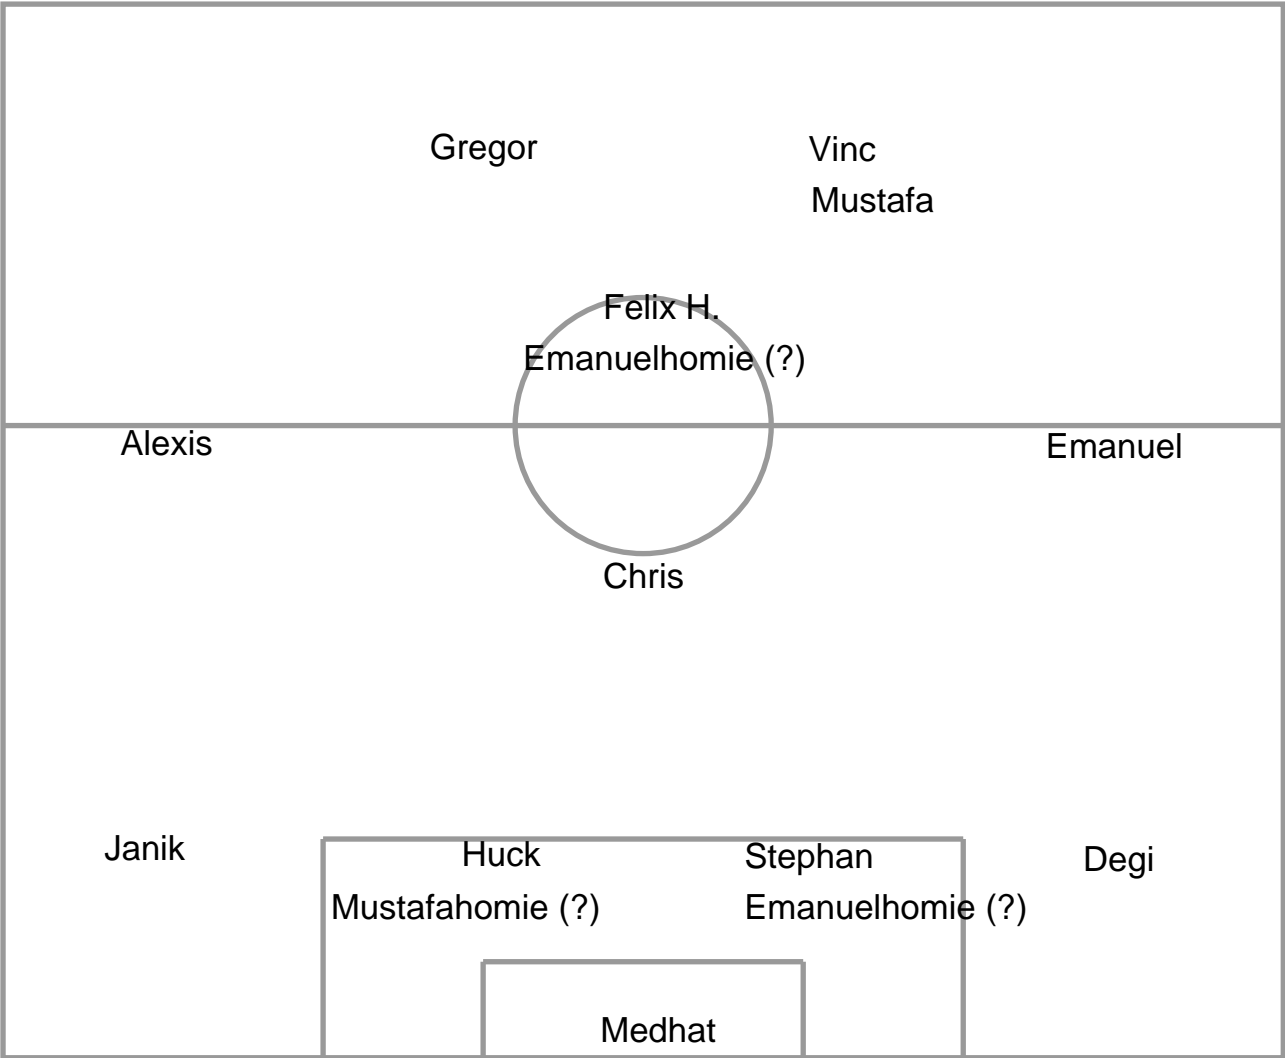 Gregor
Vinc
Mustafa
Felix H.
Emanuelhomie (?)
Alexis
Emanuel
Chris
Janik
Huck
Stephan
Degi
Mustafahomie (?)
Emanuelhomie (?)
Medhat